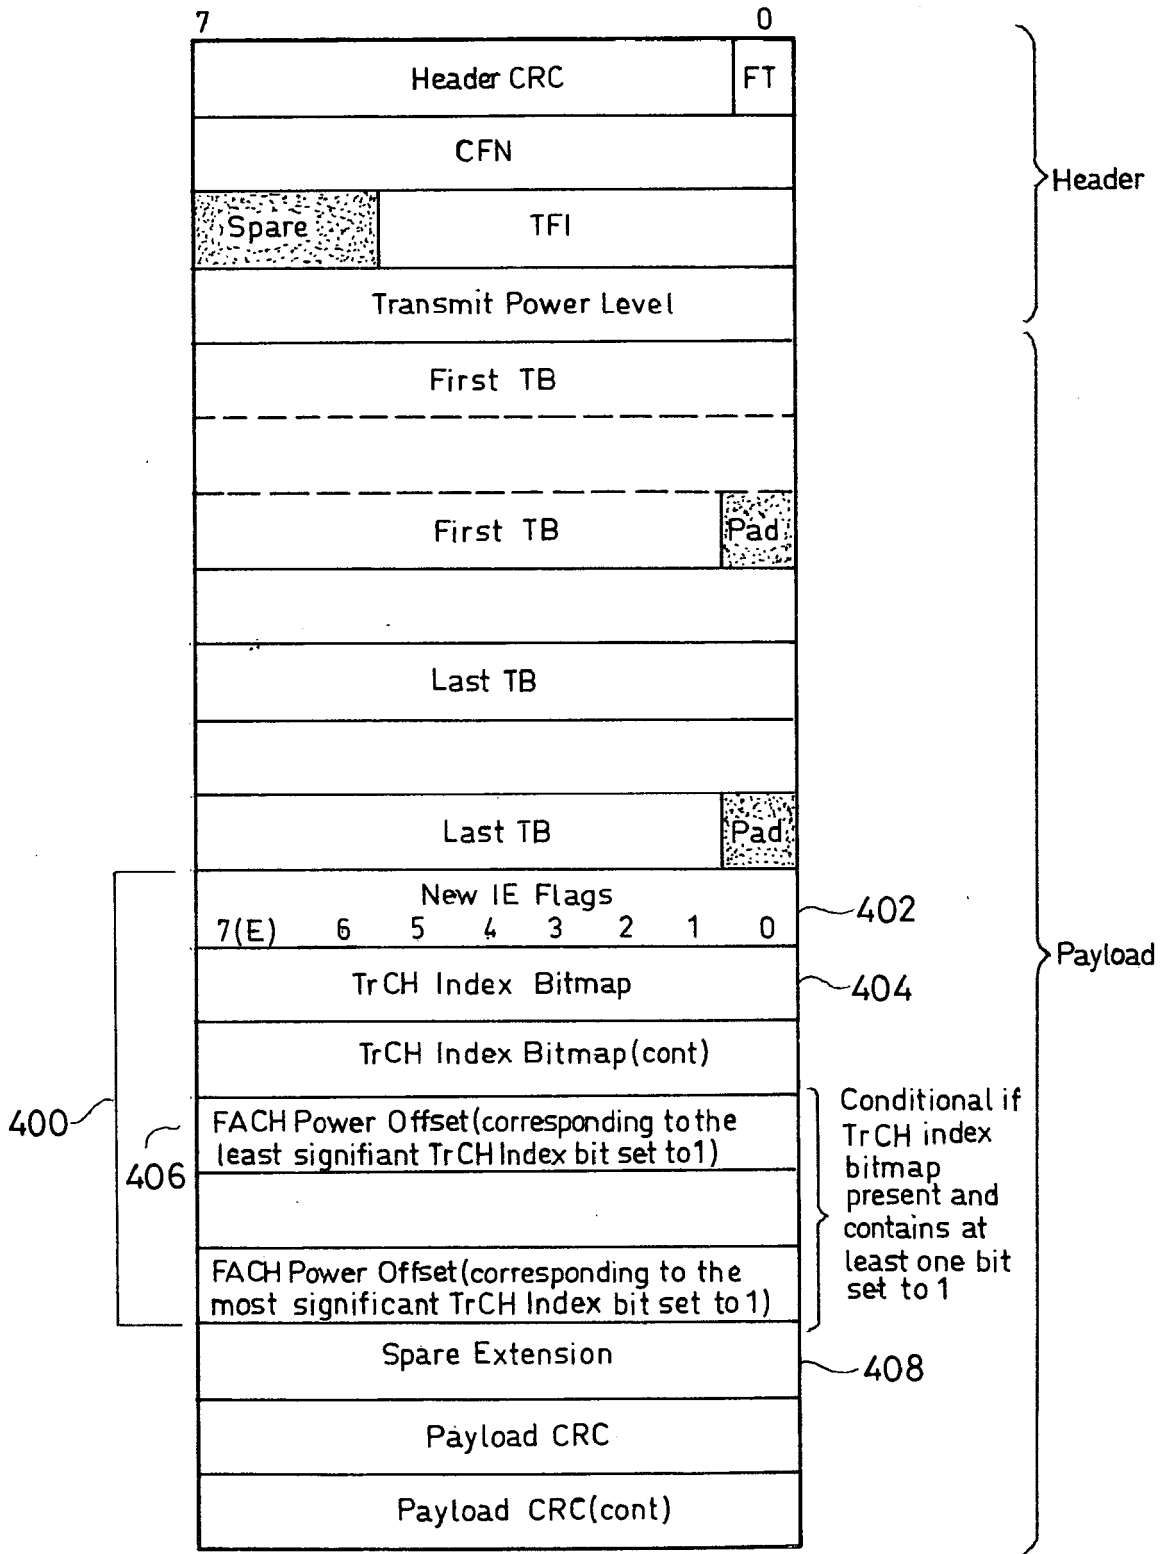 7 0
Header CRC FT
CFN
Spare TFI
Header
Transmit Power Level
First TB
First TB Pad
Last TB
Last TB Pad
New IE Flags
7(E) 6 5 4 3 2 1 0
402
Payload
TrCH Index Bitmap
404
TrCH Index Bitmap(cont)
400
406
FACH Power Offset(corresponding to the
least signifiant TrCH Index bit set to1)
FACH Power Offset(corresponding to the
most significant TrCH Index bit set to 1)
Conditional if
TrCH index
bitmap
present and
contains at
least one bit
set to 1
Spare Extension
408
Payload CRC
Payload CRC(cont)